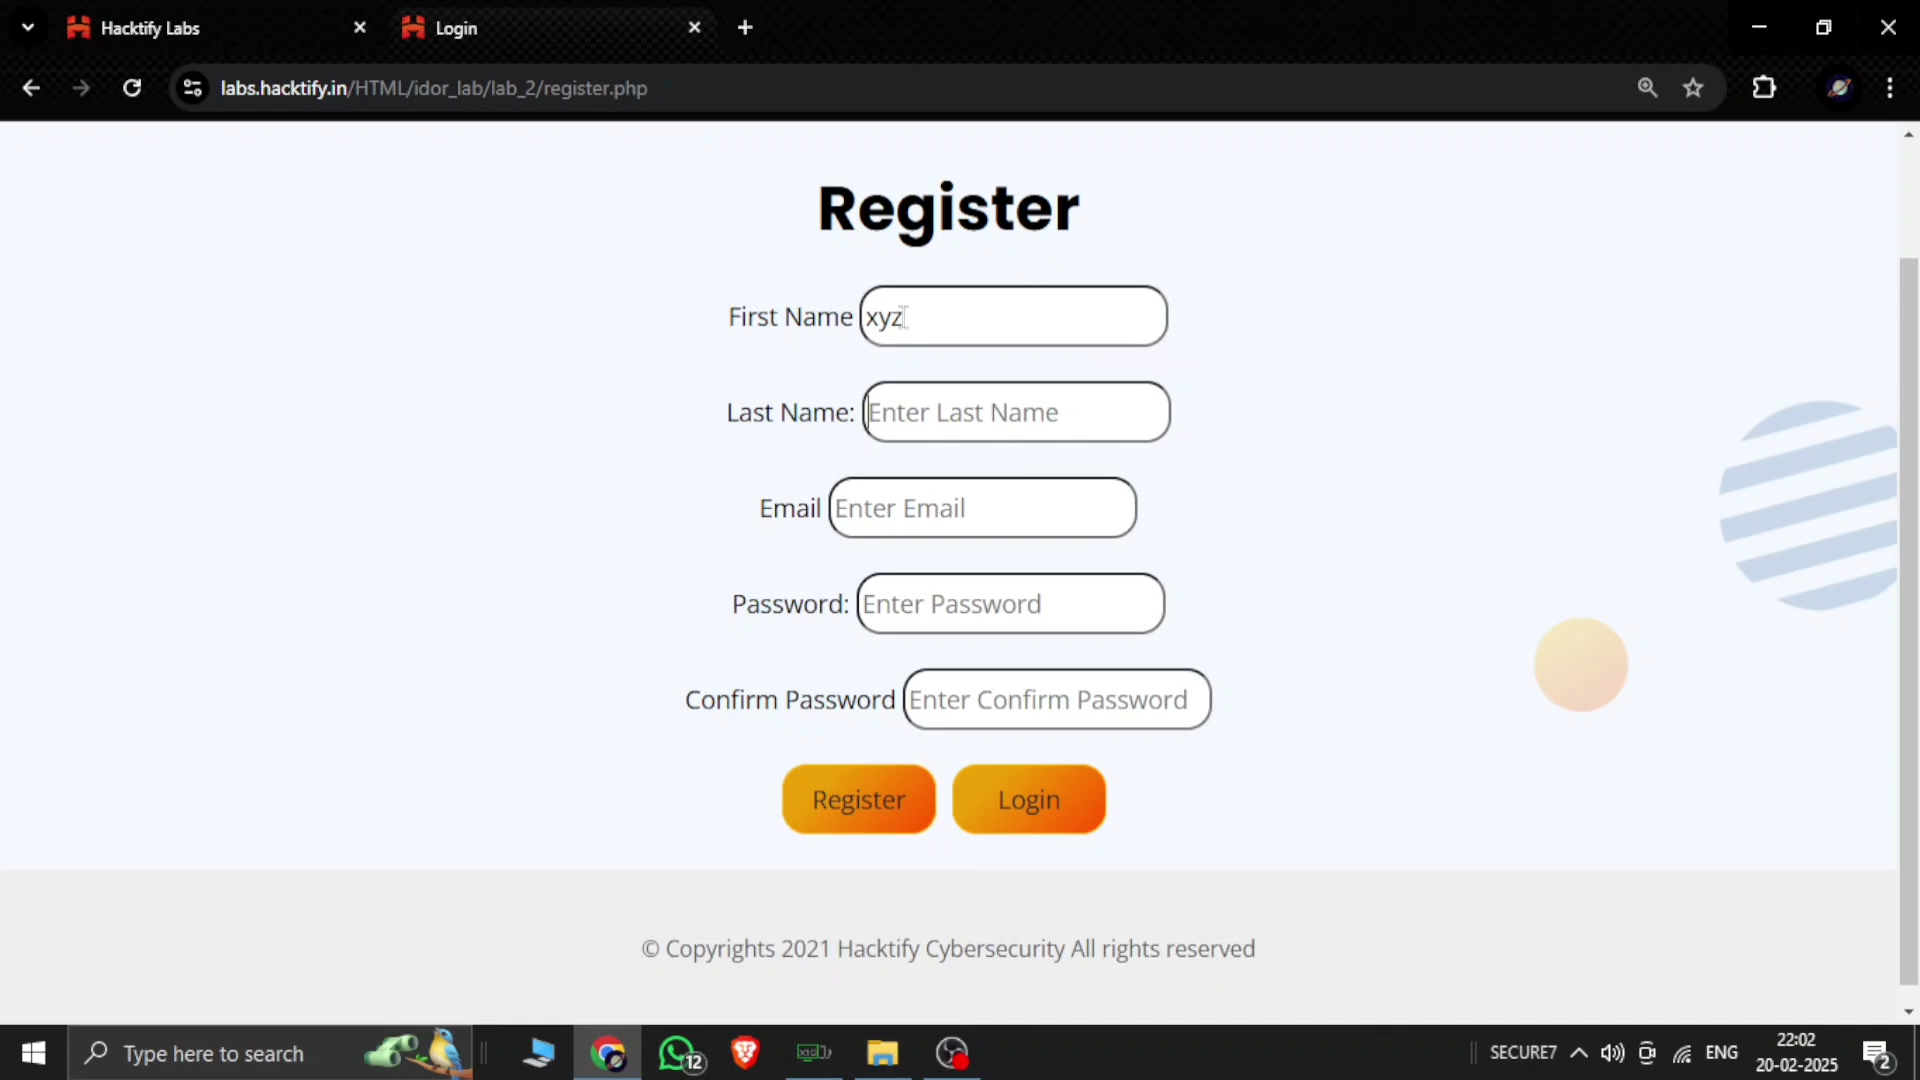 Hacktify Labs
Login
labs.hacktify.in/HTML/idor_lab/lab_2/register.php
Register
First Name xyz
Last Name: Enter Last Name
Email Enter Email
Password: Enter Password
Confirm Password Enter Confirm Password
Register Login
© Copyrights 2021 Hacktify Cybersecurity All rights reserved
Type here to search
12
SECURE7
ENG
22:02
20-02-2025
2